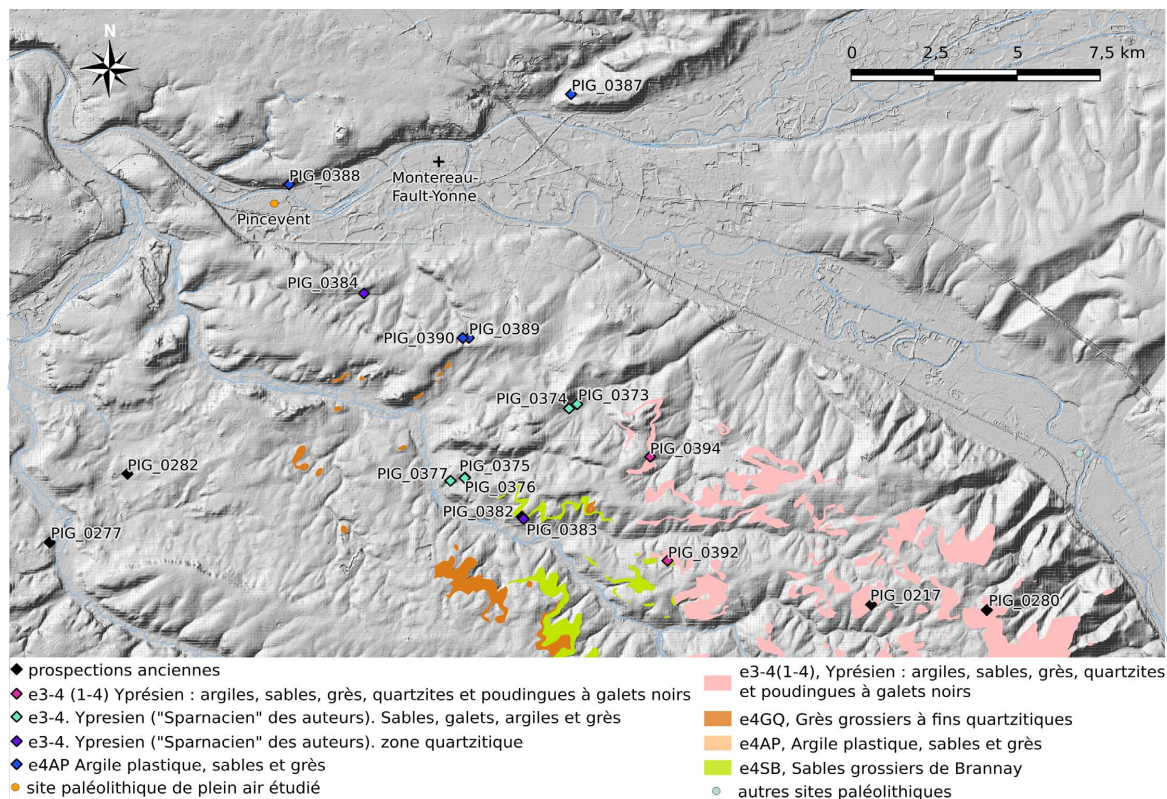 N
0 2,5 5 7,5 km
PIG_0387
Montereau-
Fault-Yonne
PIG_0388
Pincevent
PIG_0384
PIG_0390
PIG_0389
PIG_0374
PIG_0373
PIG_0394
PIG_0282
PIG_0377
PIG_0375
PIG_0376
PIG_0382
PIG_0383
PIG_0277
PIG_0392
PIG_0217
PIG_0280
prospections anciennes
e3-4 (1-4) Yprésien : argiles, sables, grès, quartzites et poudingues à galets noirs
e3-4. Ypresien ("Sparnacien" des auteurs). Sables, galets, argiles et grès
e3-4. Ypresien ("Sparnacien" des auteurs). zone quartzitique
e4AP Argile plastique, sables et grès
site paléolithique de plein air étudié
e3-4(1-4), Yprésien : argiles, sables, grès, quartzites
et poudingues à galets noirs
e4GQ, Grès grossiers à fins quartzitiques
e4AP, Argile plastique, sables et grès
e4SB, Sables grossiers de Brannay
autres sites paléolithiques